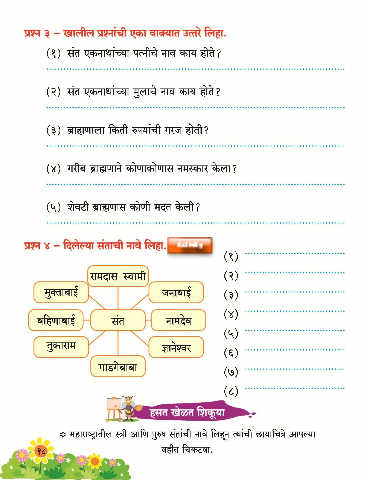 प्रश्न ३ – खालील प्रश्नांची एका वाक्यात उत्तरे लिहा.
(१) संत एकनाथांच्या पत्नीचे नाव काय होते?
(२) संत एकनाथांच्या मुलाचे नाव काय होते?
(३) ब्राह्मणाला किती रुपयांची गरज होती?
(४) गरीब ब्राह्मणाने कोणाकोणास नमस्कार केला?
(५) शेवटी ब्राह्मणास कोणी मदत केली?
प्रश्न ४ – दिलेल्या संताची नावे लिहा.
(१)
रामदास स्वामी
(२)
मुक्ताबाई
जनाबाई
(३)
(४)
बहिणाबाई
संत
नामदेव
(५)
तुकाराम
ज्ञानेश्वर
(६)
गाडगेबाबा
(७)
(८)
हसत खेळत शिकूया
महाराष्ट्रातील स्त्री आणि पुरुष संतांची नावे लिहून त्यांची छायाचित्रे आपल्या
वहीत चिकटवा.